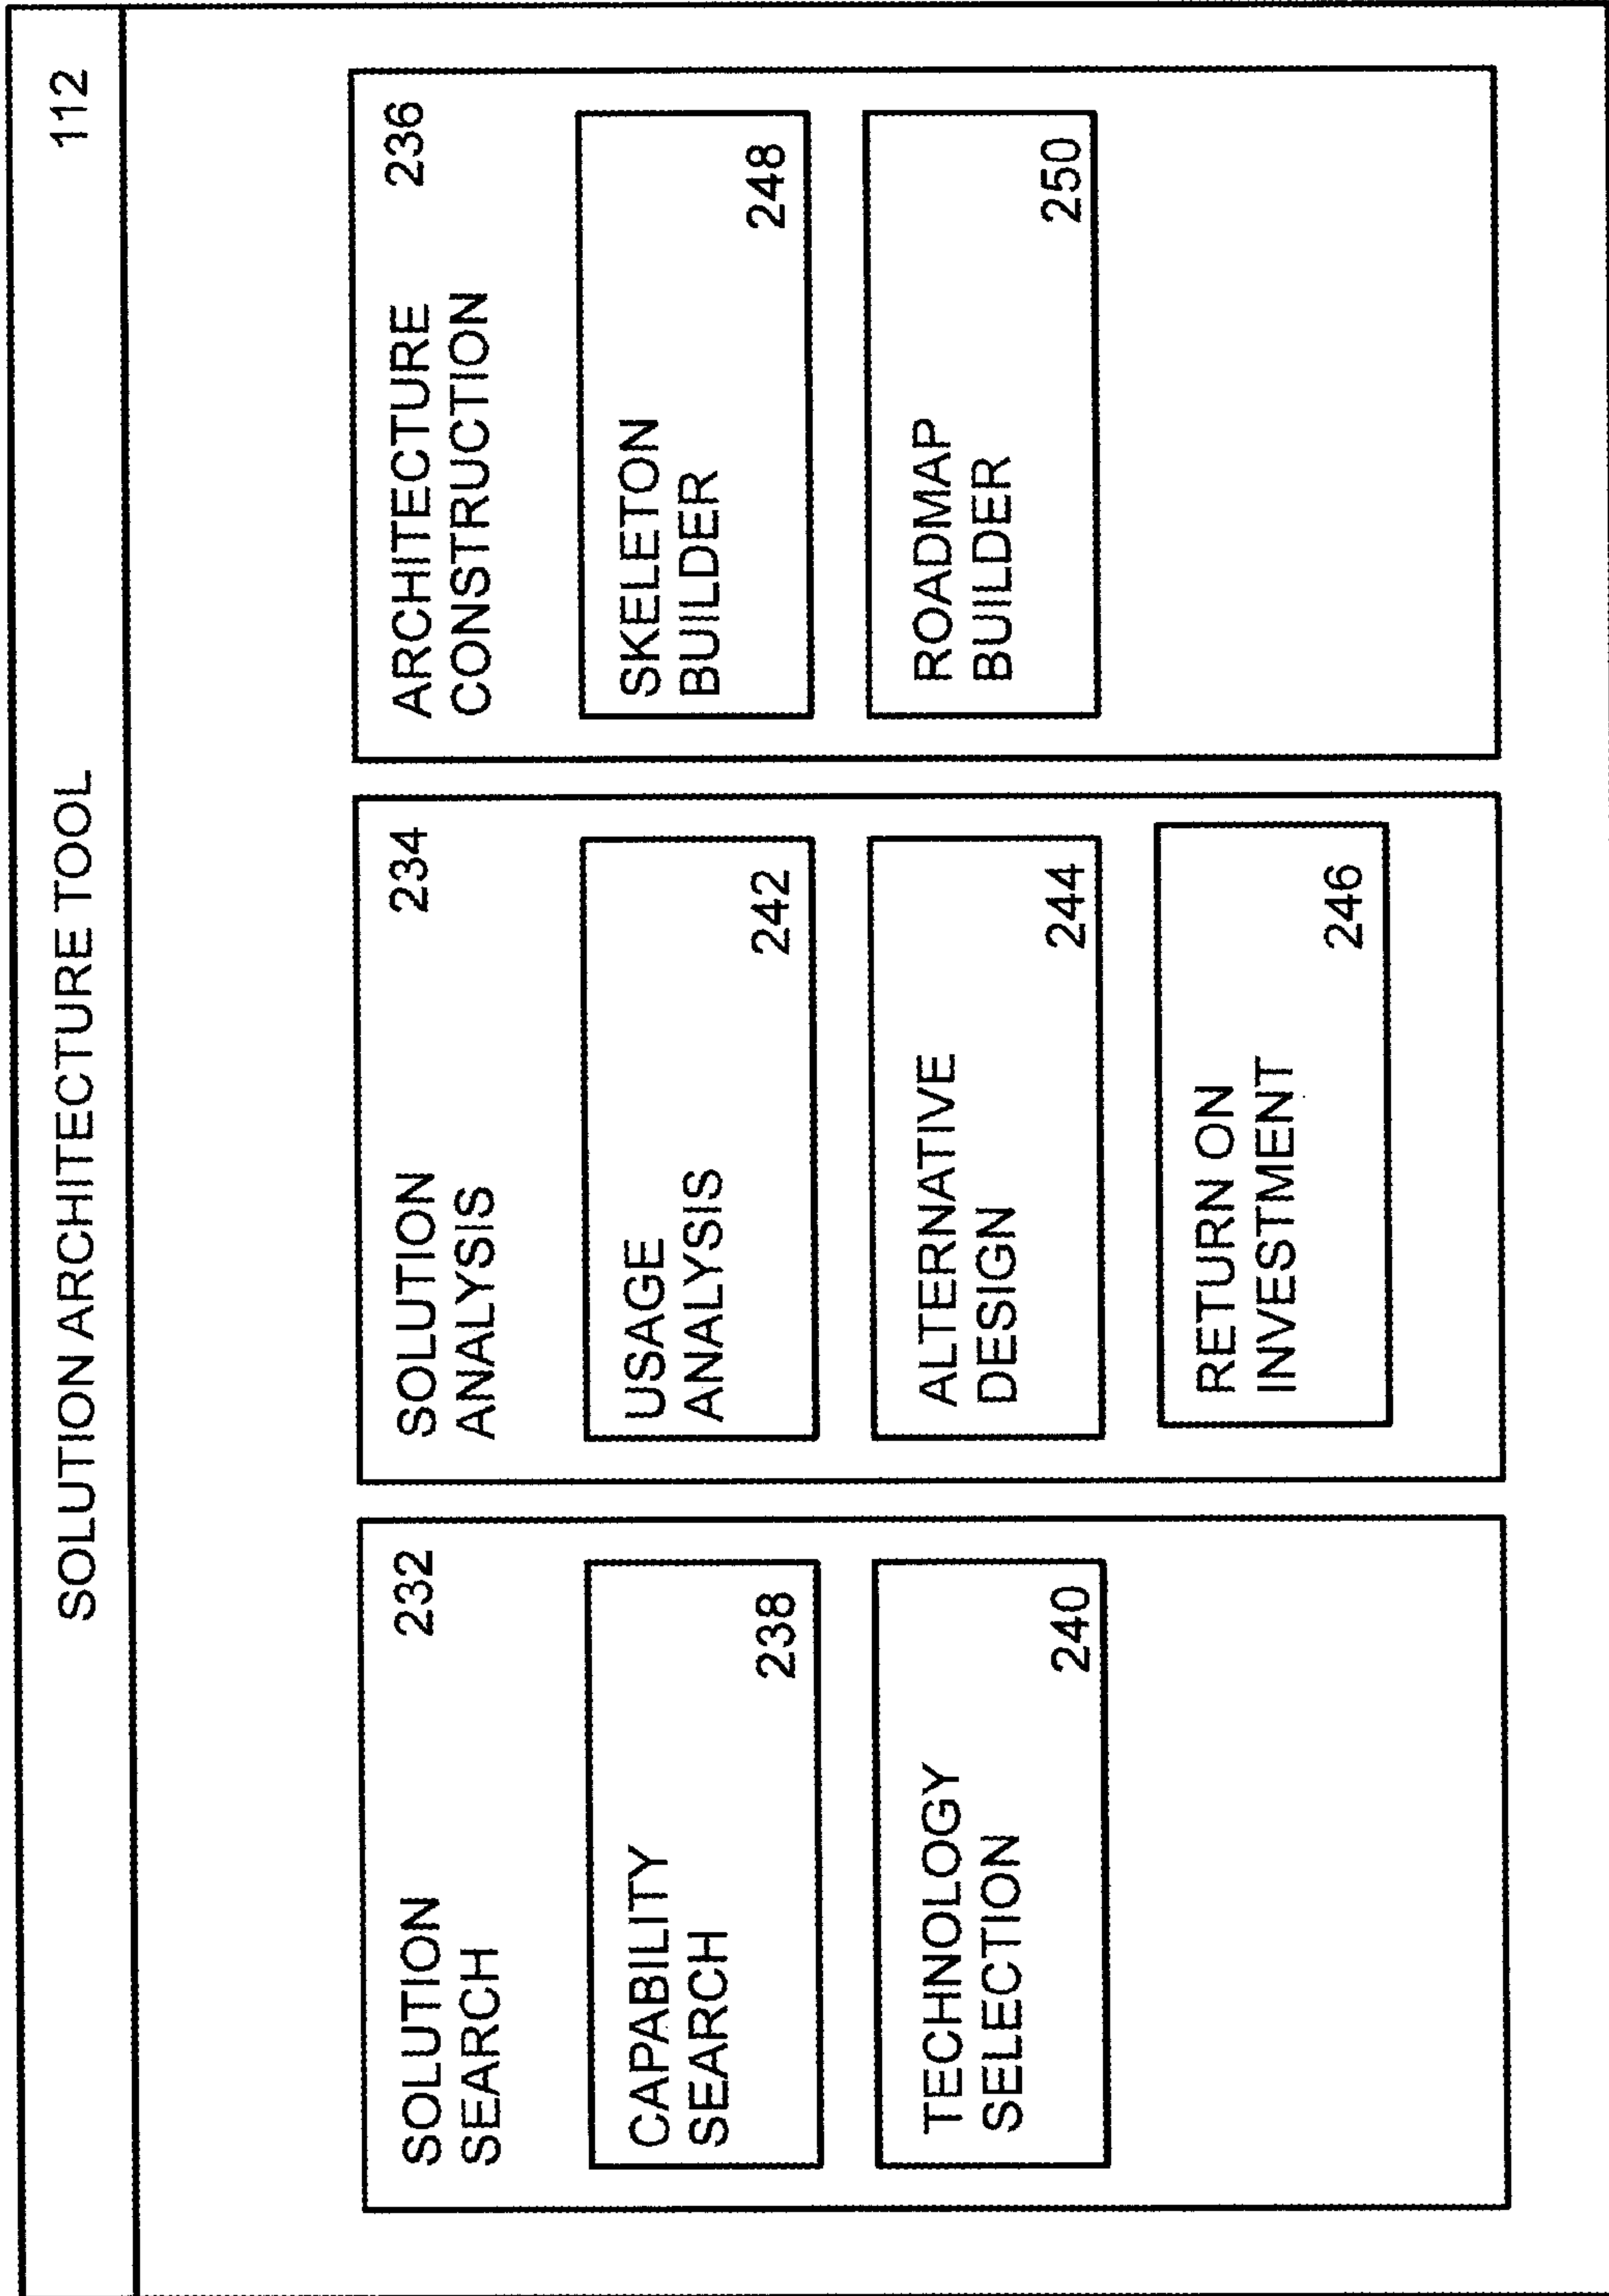 SOLUTION ARCHITECTURE TOOL 112
SOLUTION 232
SEARCH
CAPABILITY
SEARCH
238
TECHNOLOGY
SELECTION
240
SOLUTION 234
ANALYSIS
USAGE
ANALYSIS
242
ALTERNATIVE
DESIGN
244
RETURN ON
INVESTMENT
246
ARCHITECTURE 236
CONSTRUCTION
SKELETON
BUILDER
248
ROADMAP
BUILDER
250